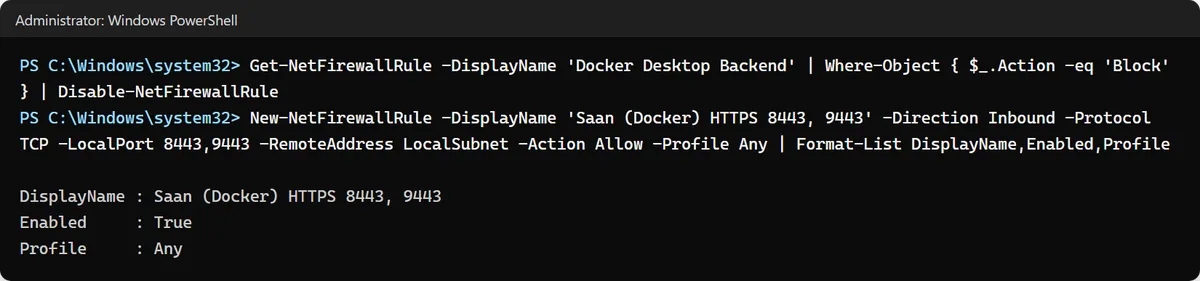 Administrator: Windows PowerShell
PS C:\Windows\system32> Get-NetFirewallRule -DisplayName 'Docker Desktop Backend' | Where-Object { $_.Action -eq 'Block'
} | Disable-NetFirewallRule
PS C:\Windows\system32> New-NetFirewallRule -DisplayName 'Saan (Docker) HTTPS 8443, 9443' -Direction Inbound -Protocol
TCP -LocalPort 8443,9443 -RemoteAddress LocalSubnet -Action Allow -Profile Any | Format-List DisplayName,Enabled,Profile
DisplayName : Saan (Docker) HTTPS 8443, 9443
Enabled     : True
Profile     : Any